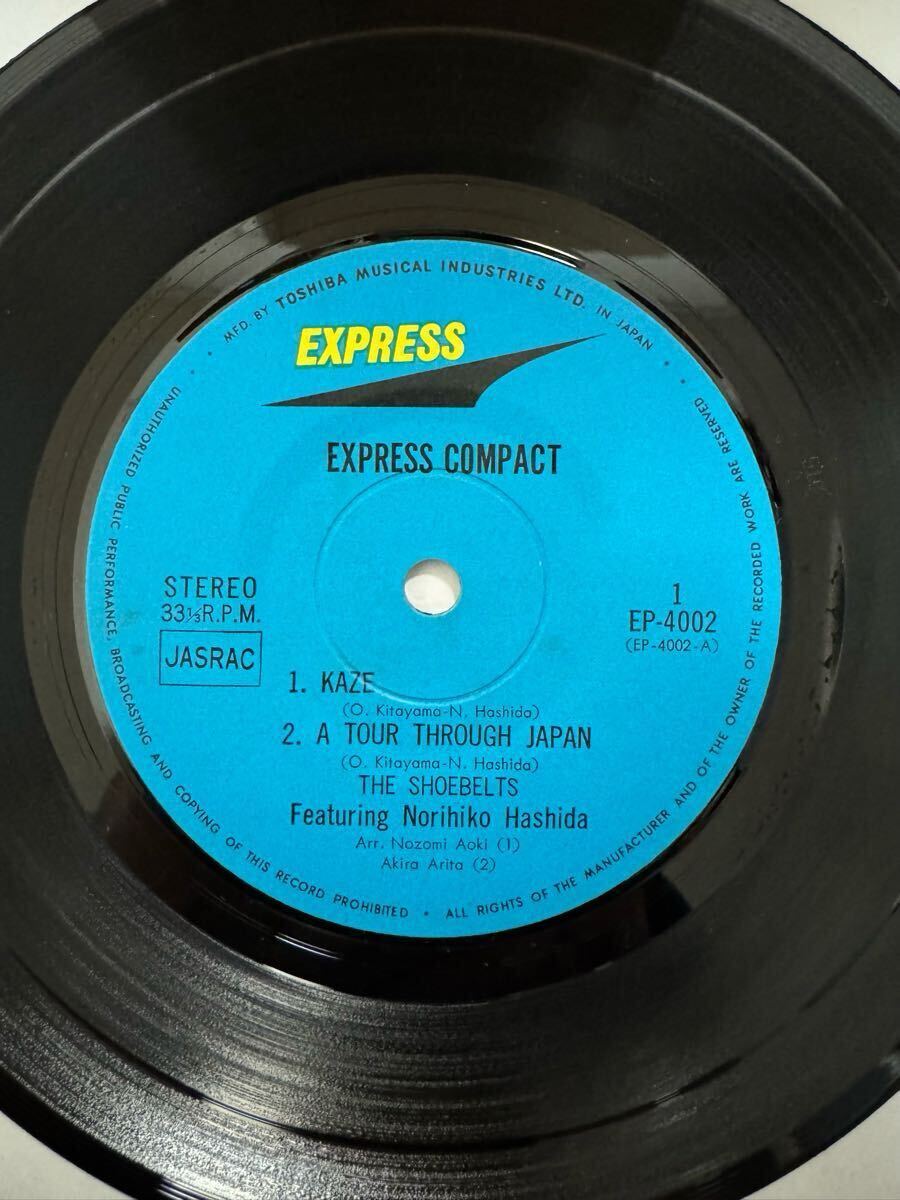 MFD. BY TOSHIBA MUSICAL INDUSTRIES LTD. IN JAPAN
EXPRESS
EXPRESS COMPACT
STEREO
33⅓R.P.M.
JASRAC
1
EP-4002
(EP-4002-A)
1. KAZE
(O. Kitayama-N. Hashida)
2. A TOUR THROUGH JAPAN
(O. Kitayama-N. Hashida)
THE SHOEBELTS
Featuring Norihiko Hashida
Arr. Nozomi Aoki (1)
Akira Arita (2)
UNAUTHORIZED PUBLIC PERFORMANCE, BROADCASTING AND COPYING OF THIS RECORD PROHIBITED • ALL RIGHTS OF THE MANUFACTURER AND OF THE OWNER OF THE RECORDED WORK ARE RESERVED